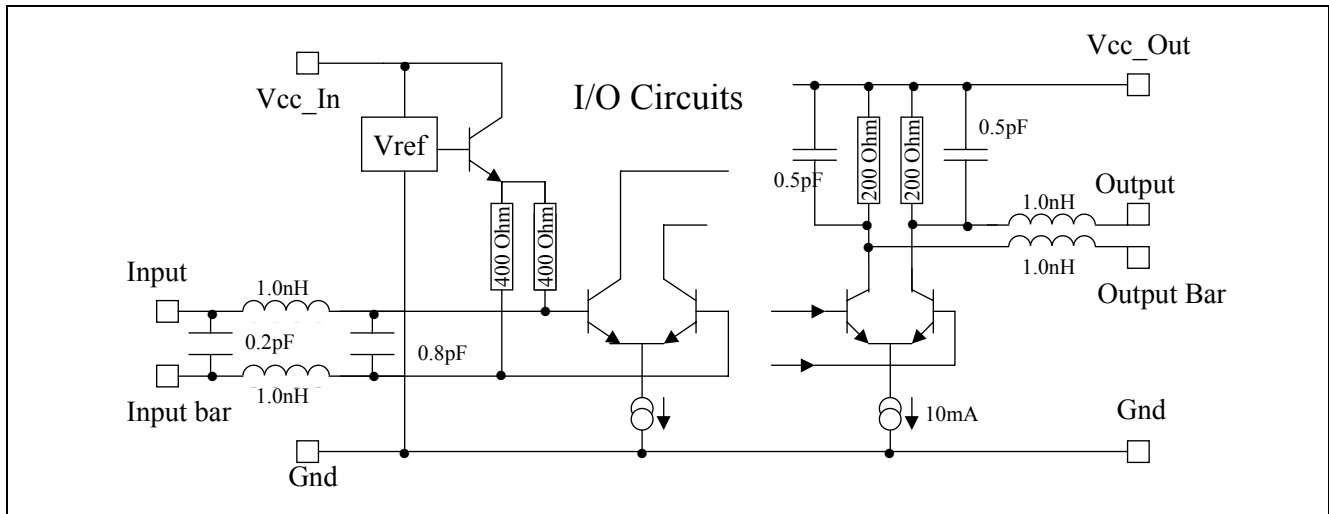 Vcc_In
I/O Circuits
Vcc_Out
Vref
400 Ohm
400 Ohm
0.5pF
200 Ohm
200 Ohm
0.5pF
Output
1.0nH
1.0nH
Output Bar
Input
1.0nH
0.2pF
0.8pF
1.0nH
Input bar
10mA
Gnd
Gnd